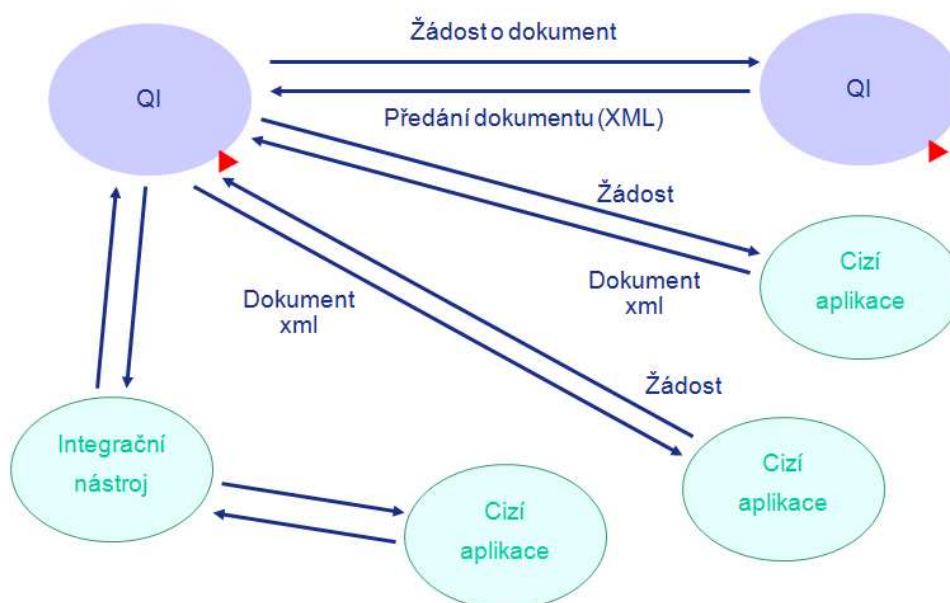 Žádost o dokument
QI
QI
Předání dokumentu (XML)
Žádost
Cizí
aplikace
Dokument
xml
Dokument
xml
Žádost
Integrační
nástroj
Cizí
aplikace
Cizí
aplikace